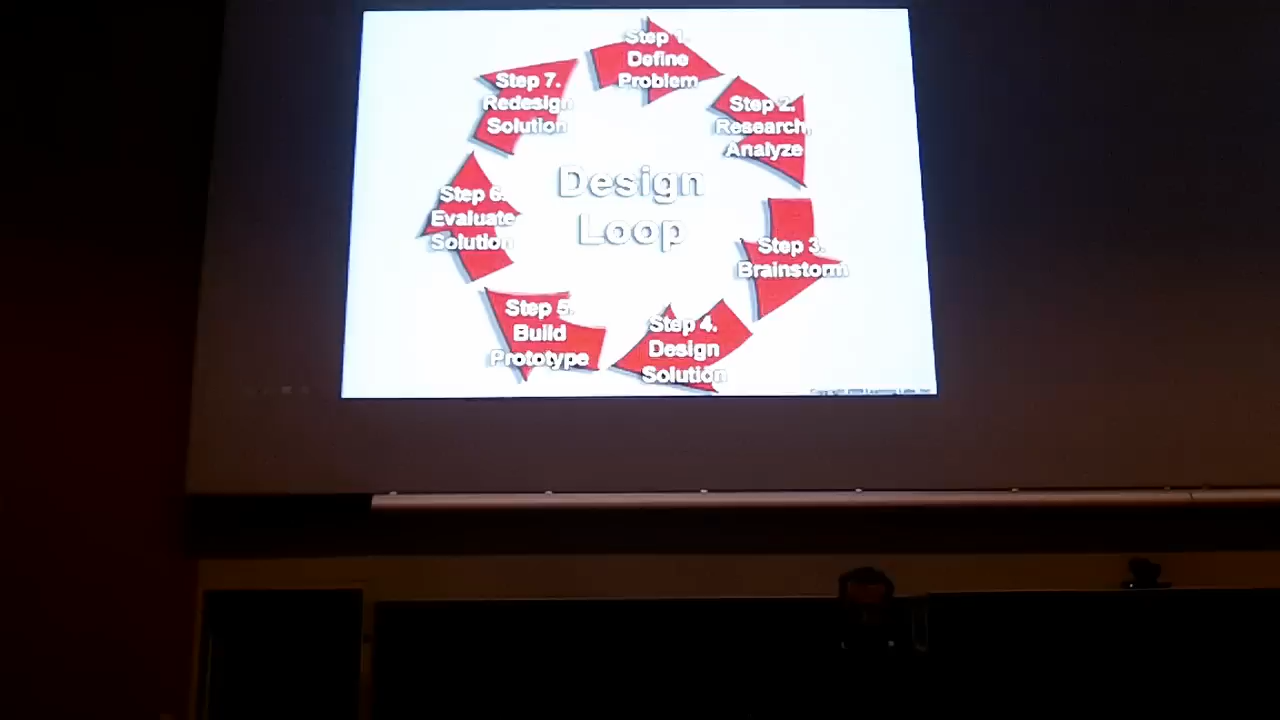 Step 1.
Define
Problem
Step 2.
Research,
Analyze
Step 3.
Brainstorm
Step 4.
Design
Solution
Step 5.
Build
Prototype
Step 6.
Evaluate
Solution
Step 7.
Redesign
Solution
Design
Loop